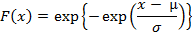 F(x) = exp{−exp(x − μ / σ)}